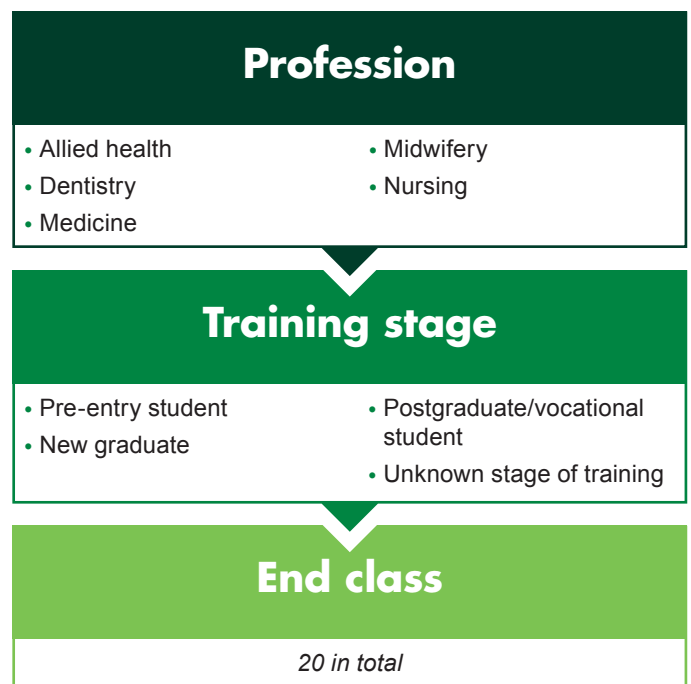 Profession
• Allied health
• Dentistry
• Medicine
• Midwifery
• Nursing
Training stage
• Pre-entry student
• New graduate
• Postgraduate/vocational
student
• Unknown stage of training
End class
20 in total